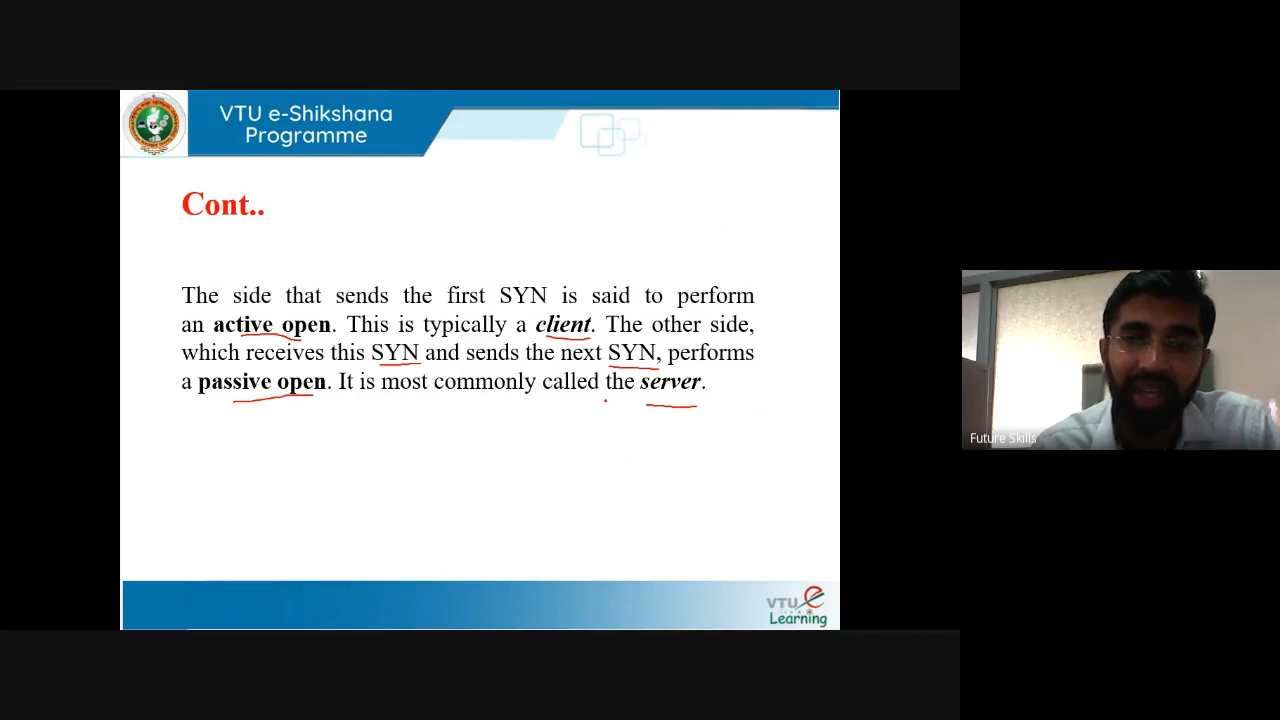 VTU e-Shikshana
Programme
Cont..
The side that sends the first SYN is said to perform
an active open. This is typically a client. The other side,
which receives this SYN and sends the next SYN, performs
a passive open. It is most commonly called the server.
Future Skills
VTU e
Learning